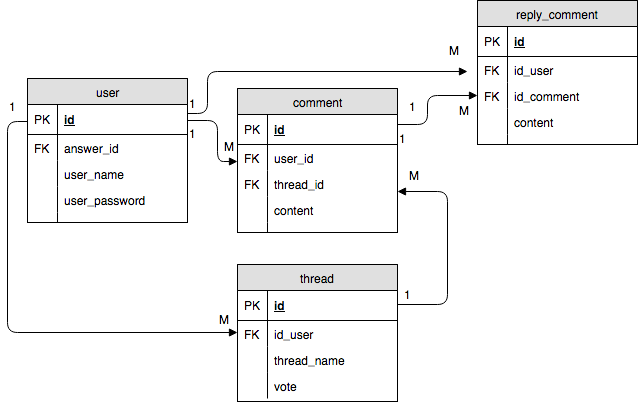 reply_comment
PK id
FK id_user
FK id_comment
content
user
PK id
FK answer_id
user_name
user_password
comment
PK id
FK user_id
FK thread_id
content
thread
PK id
FK id_user
thread_name
vote
1
1
1
M
M
1
1
M
M
1
M